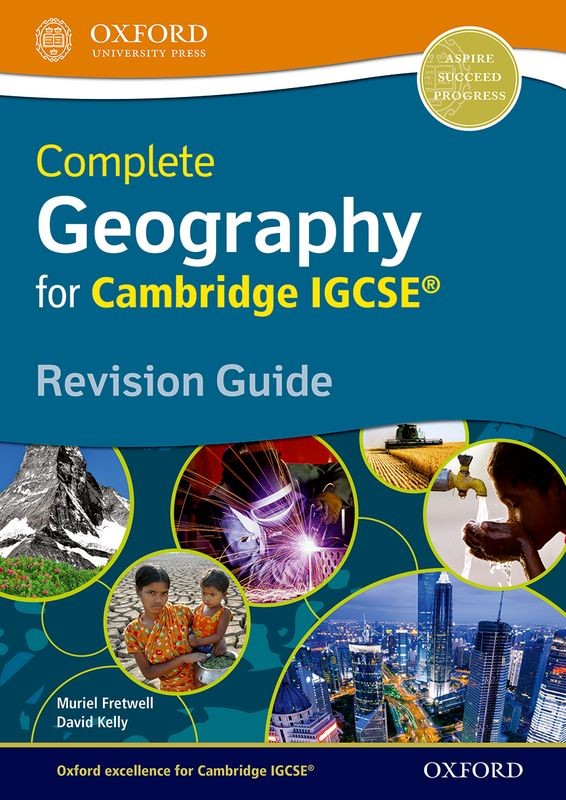 OXFORD
UNIVERSITY PRESS
ASPIRE
SUCCEED
PROGRESS
Complete
Geography
for Cambridge IGCSE®
Revision Guide
Muriel Fretwell
David Kelly
Oxford excellence for Cambridge IGCSE®
OXFORD